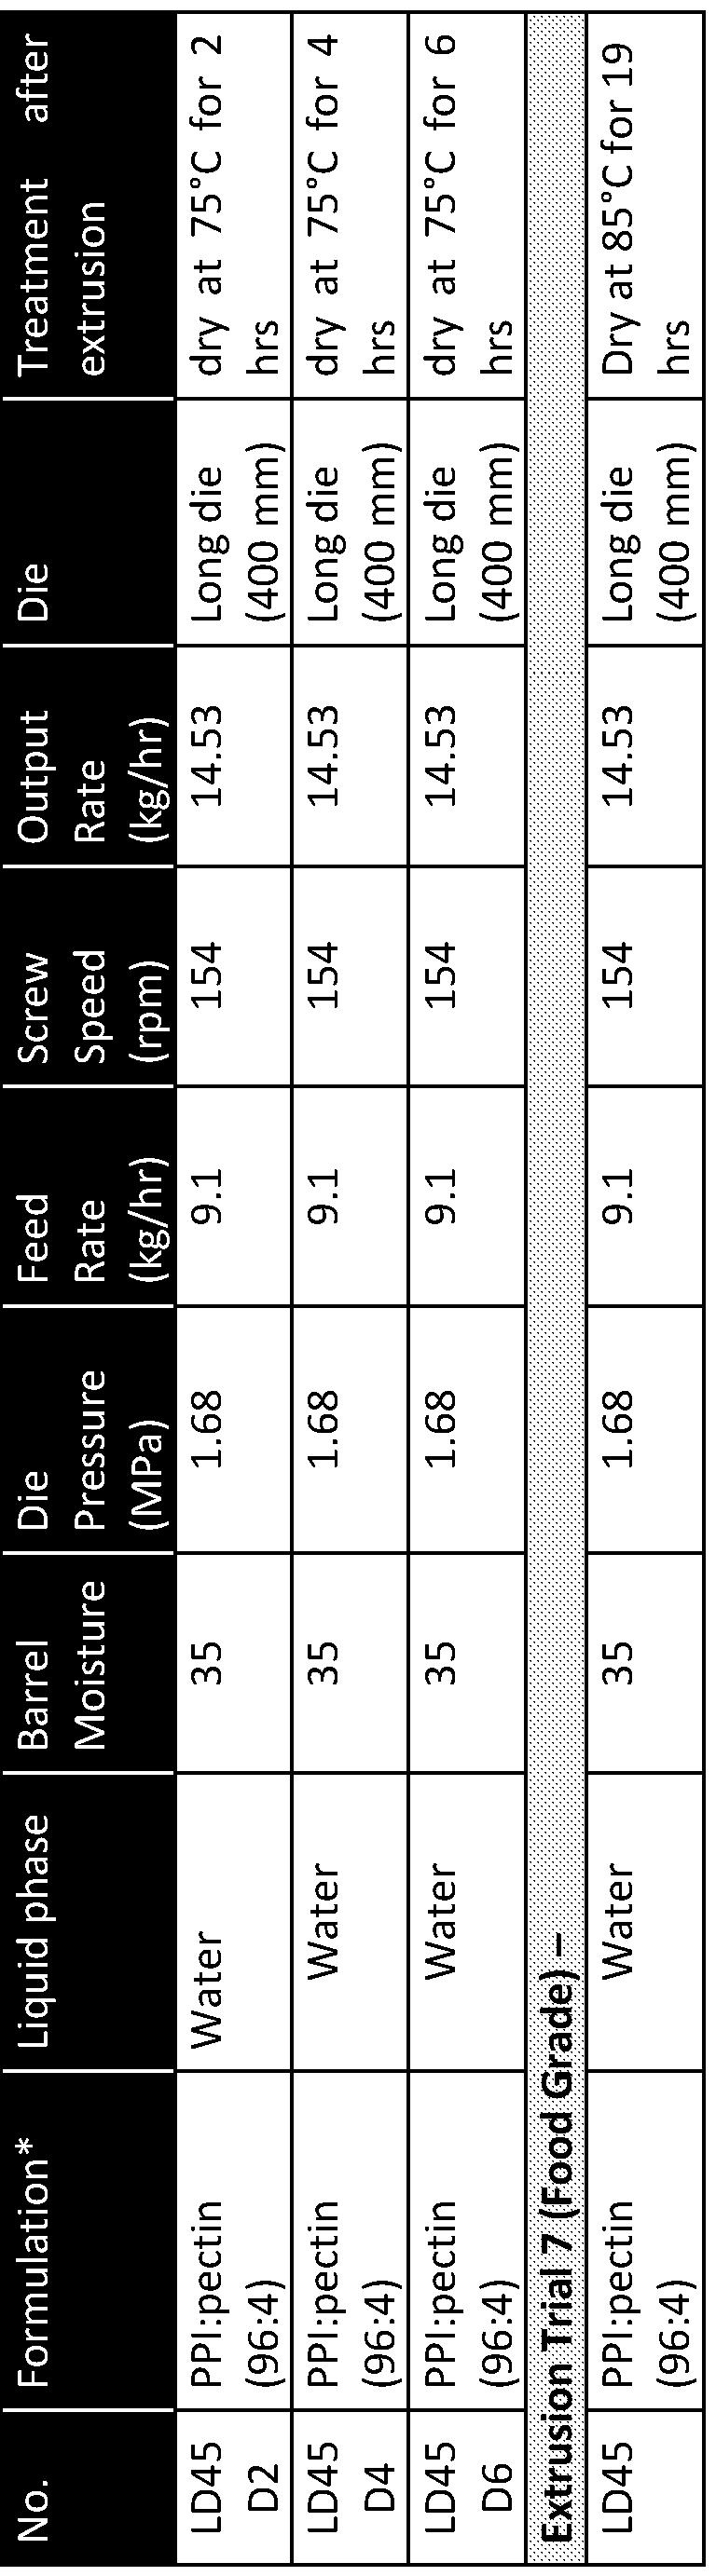 No.
Formulation*
Liquid phase
Barrel
Moisture
Die
Pressure
(MPa)
Feed
Rate
(kg/hr)
Screw
Speed
(rpm)
Output
Rate
(kg/hr)
Die
Treatment after
extrusion
LD45
D2
PPI:pectin
(96:4)
Water
35
1.68
9.1
154
14.53
Long die
(400 mm)
dry at 75°C for 2
hrs
LD45
D4
PPI:pectin
(96:4)
Water
35
1.68
9.1
154
14.53
Long die
(400 mm)
dry at 75°C for 4
hrs
LD45
D6
PPI:pectin
(96:4)
Water
35
1.68
9.1
154
14.53
Long die
(400 mm)
dry at 75°C for 6
hrs
Extrusion Trial 7 (Food Grade) –
LD45
PPI:pectin
(96:4)
Water
35
1.68
9.1
154
14.53
Long die
(400 mm)
Dry at 85°C for 19
hrs